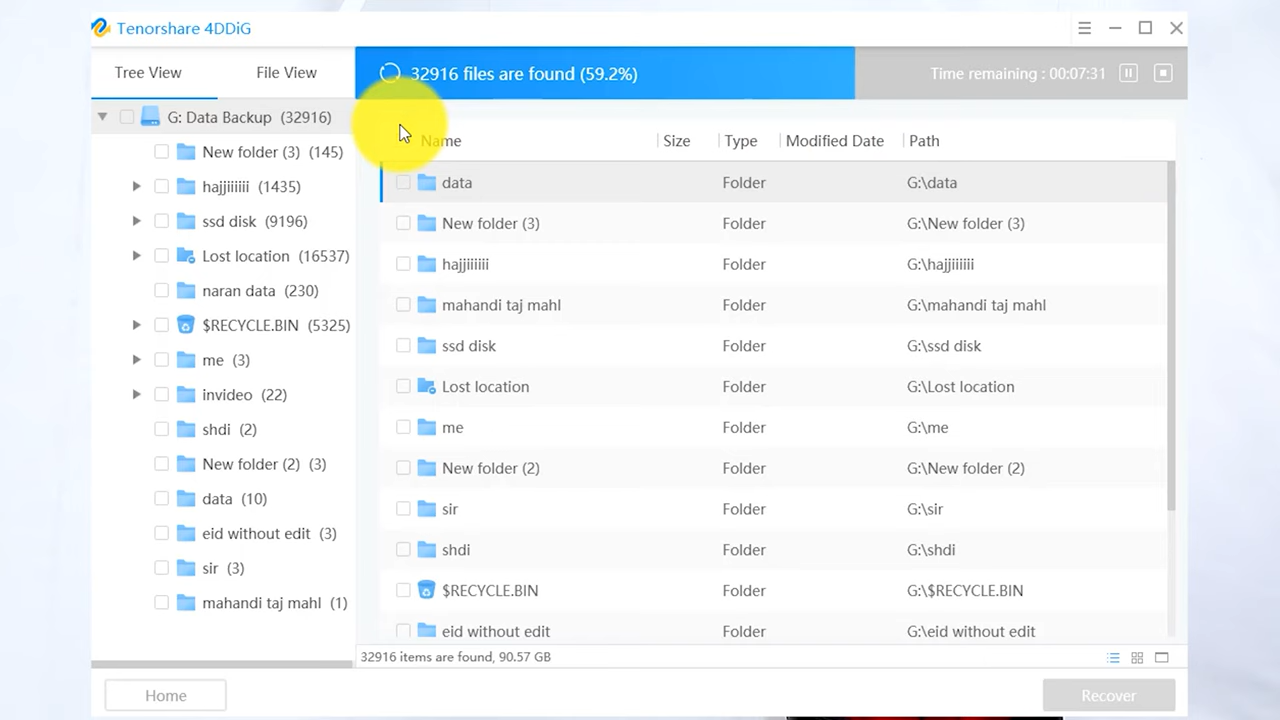 Tenorshare 4DDiG
Tree View File View
32916 files are found (59.2%) Time remaining : 00:07:31
G: Data Backup (32916)
New folder (3) (145)
hajjiiiiii (1435)
ssd disk (9196)
Lost location (16537)
naran data (230)
$RECYCLE.BIN (5325)
me (3)
invideo (22)
shdi (2)
New folder (2) (3)
data (10)
eid without edit (3)
sir (3)
mahandi taj mahl (1)
Name Size Type Modified Date Path
data Folder G:\data
New folder (3) Folder G:\New folder (3)
hajjiiiiii Folder G:\hajjiiiiii
mahandi taj mahl Folder G:\mahandi taj mahl
ssd disk Folder G:\ssd disk
Lost location Folder G:\Lost location
me Folder G:\me
New folder (2) Folder G:\New folder (2)
sir Folder G:\sir
shdi Folder G:\shdi
$RECYCLE.BIN Folder G:\$RECYCLE.BIN
eid without edit Folder G:\eid without edit
32916 items are found, 90.57 GB
Home Recover